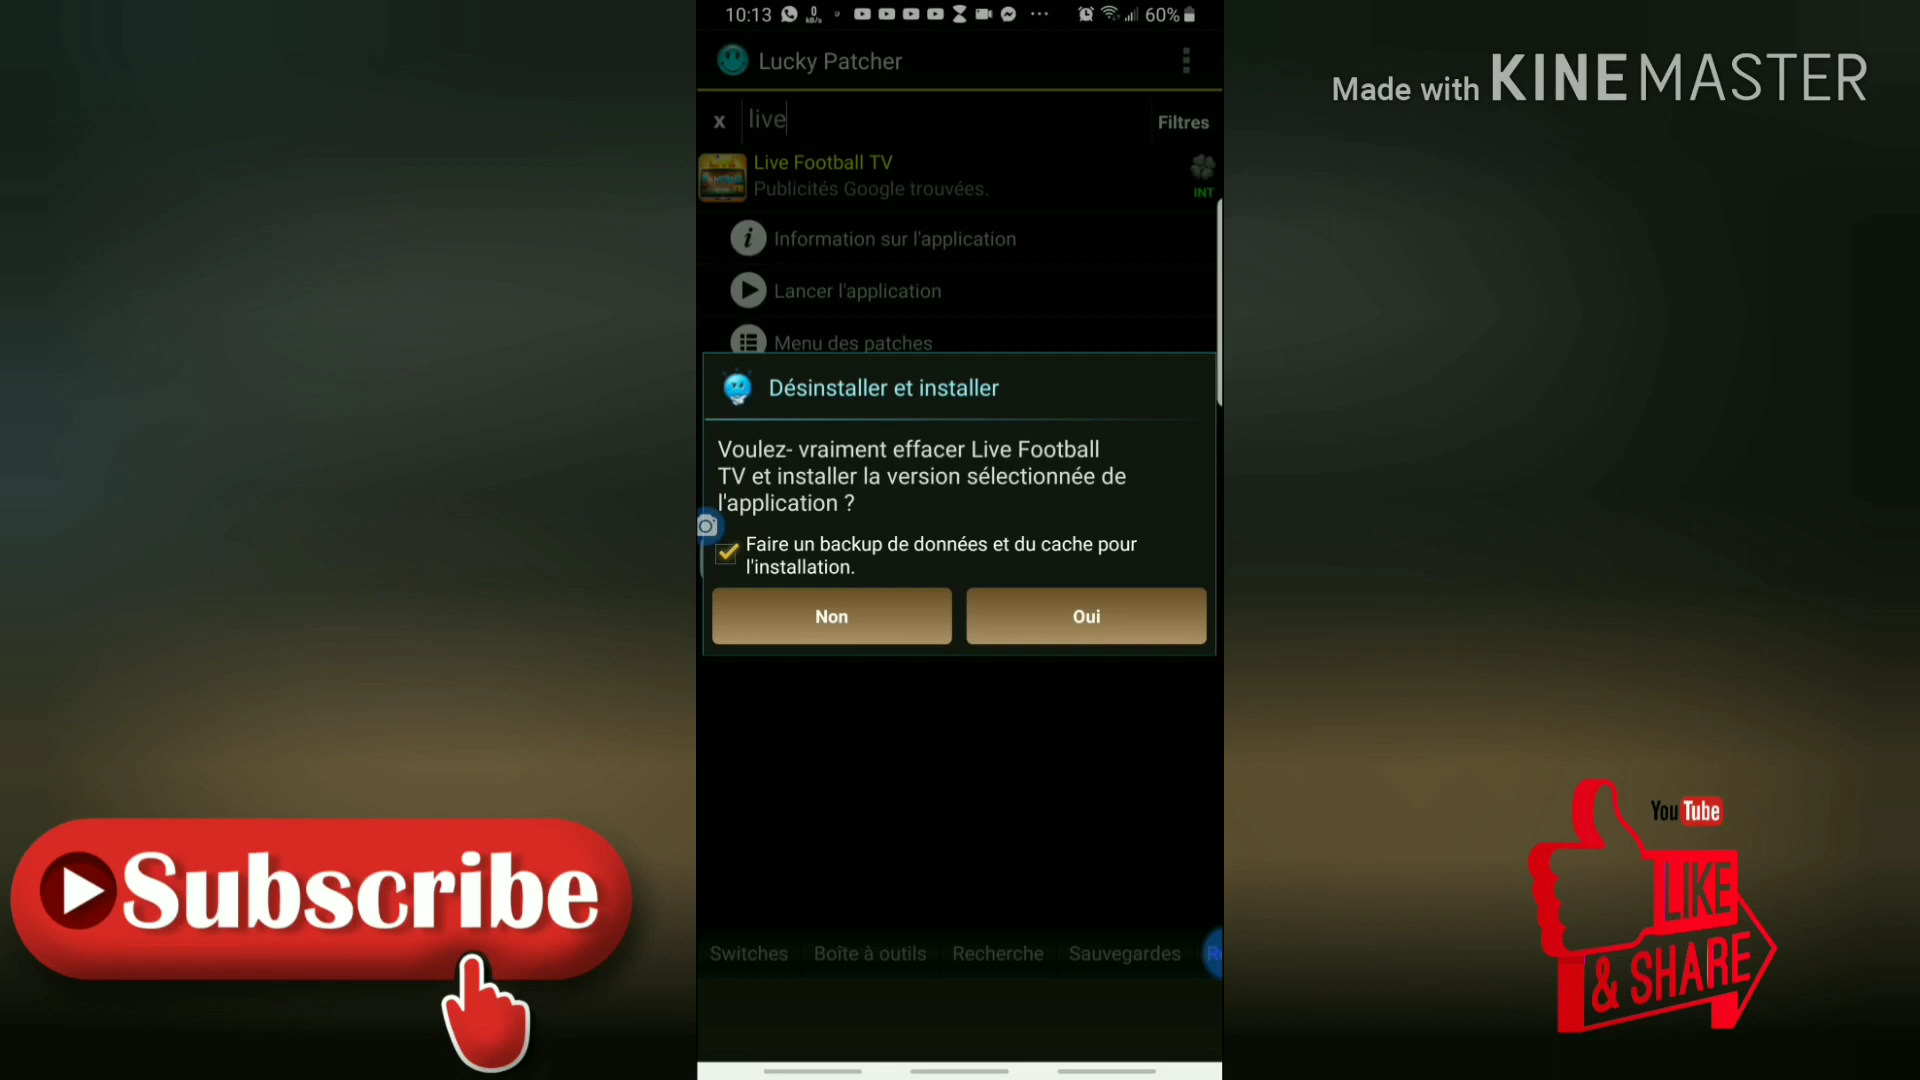 10:13 0 kB/s 60%
Lucky Patcher
Made with KINEMASTER
x live Filtres
Live Football TV
Publicités Google trouvées.
INT
Information sur l'application
Lancer l'application
Menu des patches
Désinstaller et installer
Voulez- vraiment effacer Live Football
TV et installer la version sélectionnée de
l'application ?
Faire un backup de données et du cache pour
l'installation.
Non Oui
Subscribe
YouTube
LIKE
& SHARE
Switches Boîte à outils Recherche Sauvegardes